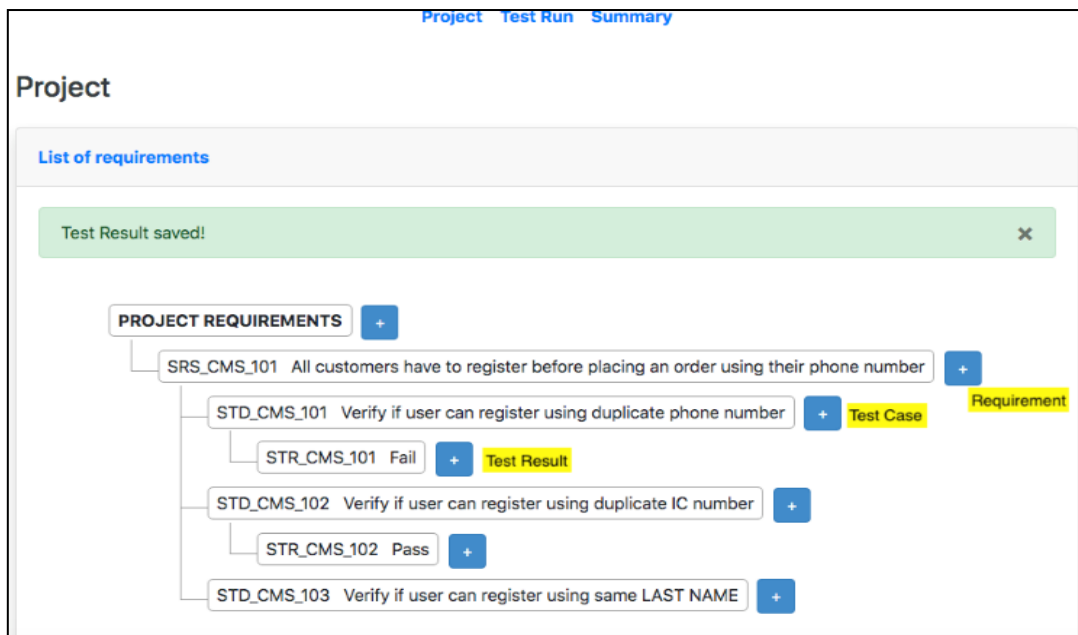 Project Test Run Summary
Project
List of requirements
Test Result saved!
×
PROJECT REQUIREMENTS +
SRS_CMS_101 All customers have to register before placing an order using their phone number +
Requirement
STD_CMS_101 Verify if user can register using duplicate phone number + Test Case
STR_CMS_101 Fail + Test Result
STD_CMS_102 Verify if user can register using duplicate IC number +
STR_CMS_102 Pass +
STD_CMS_103 Verify if user can register using same LAST NAME +